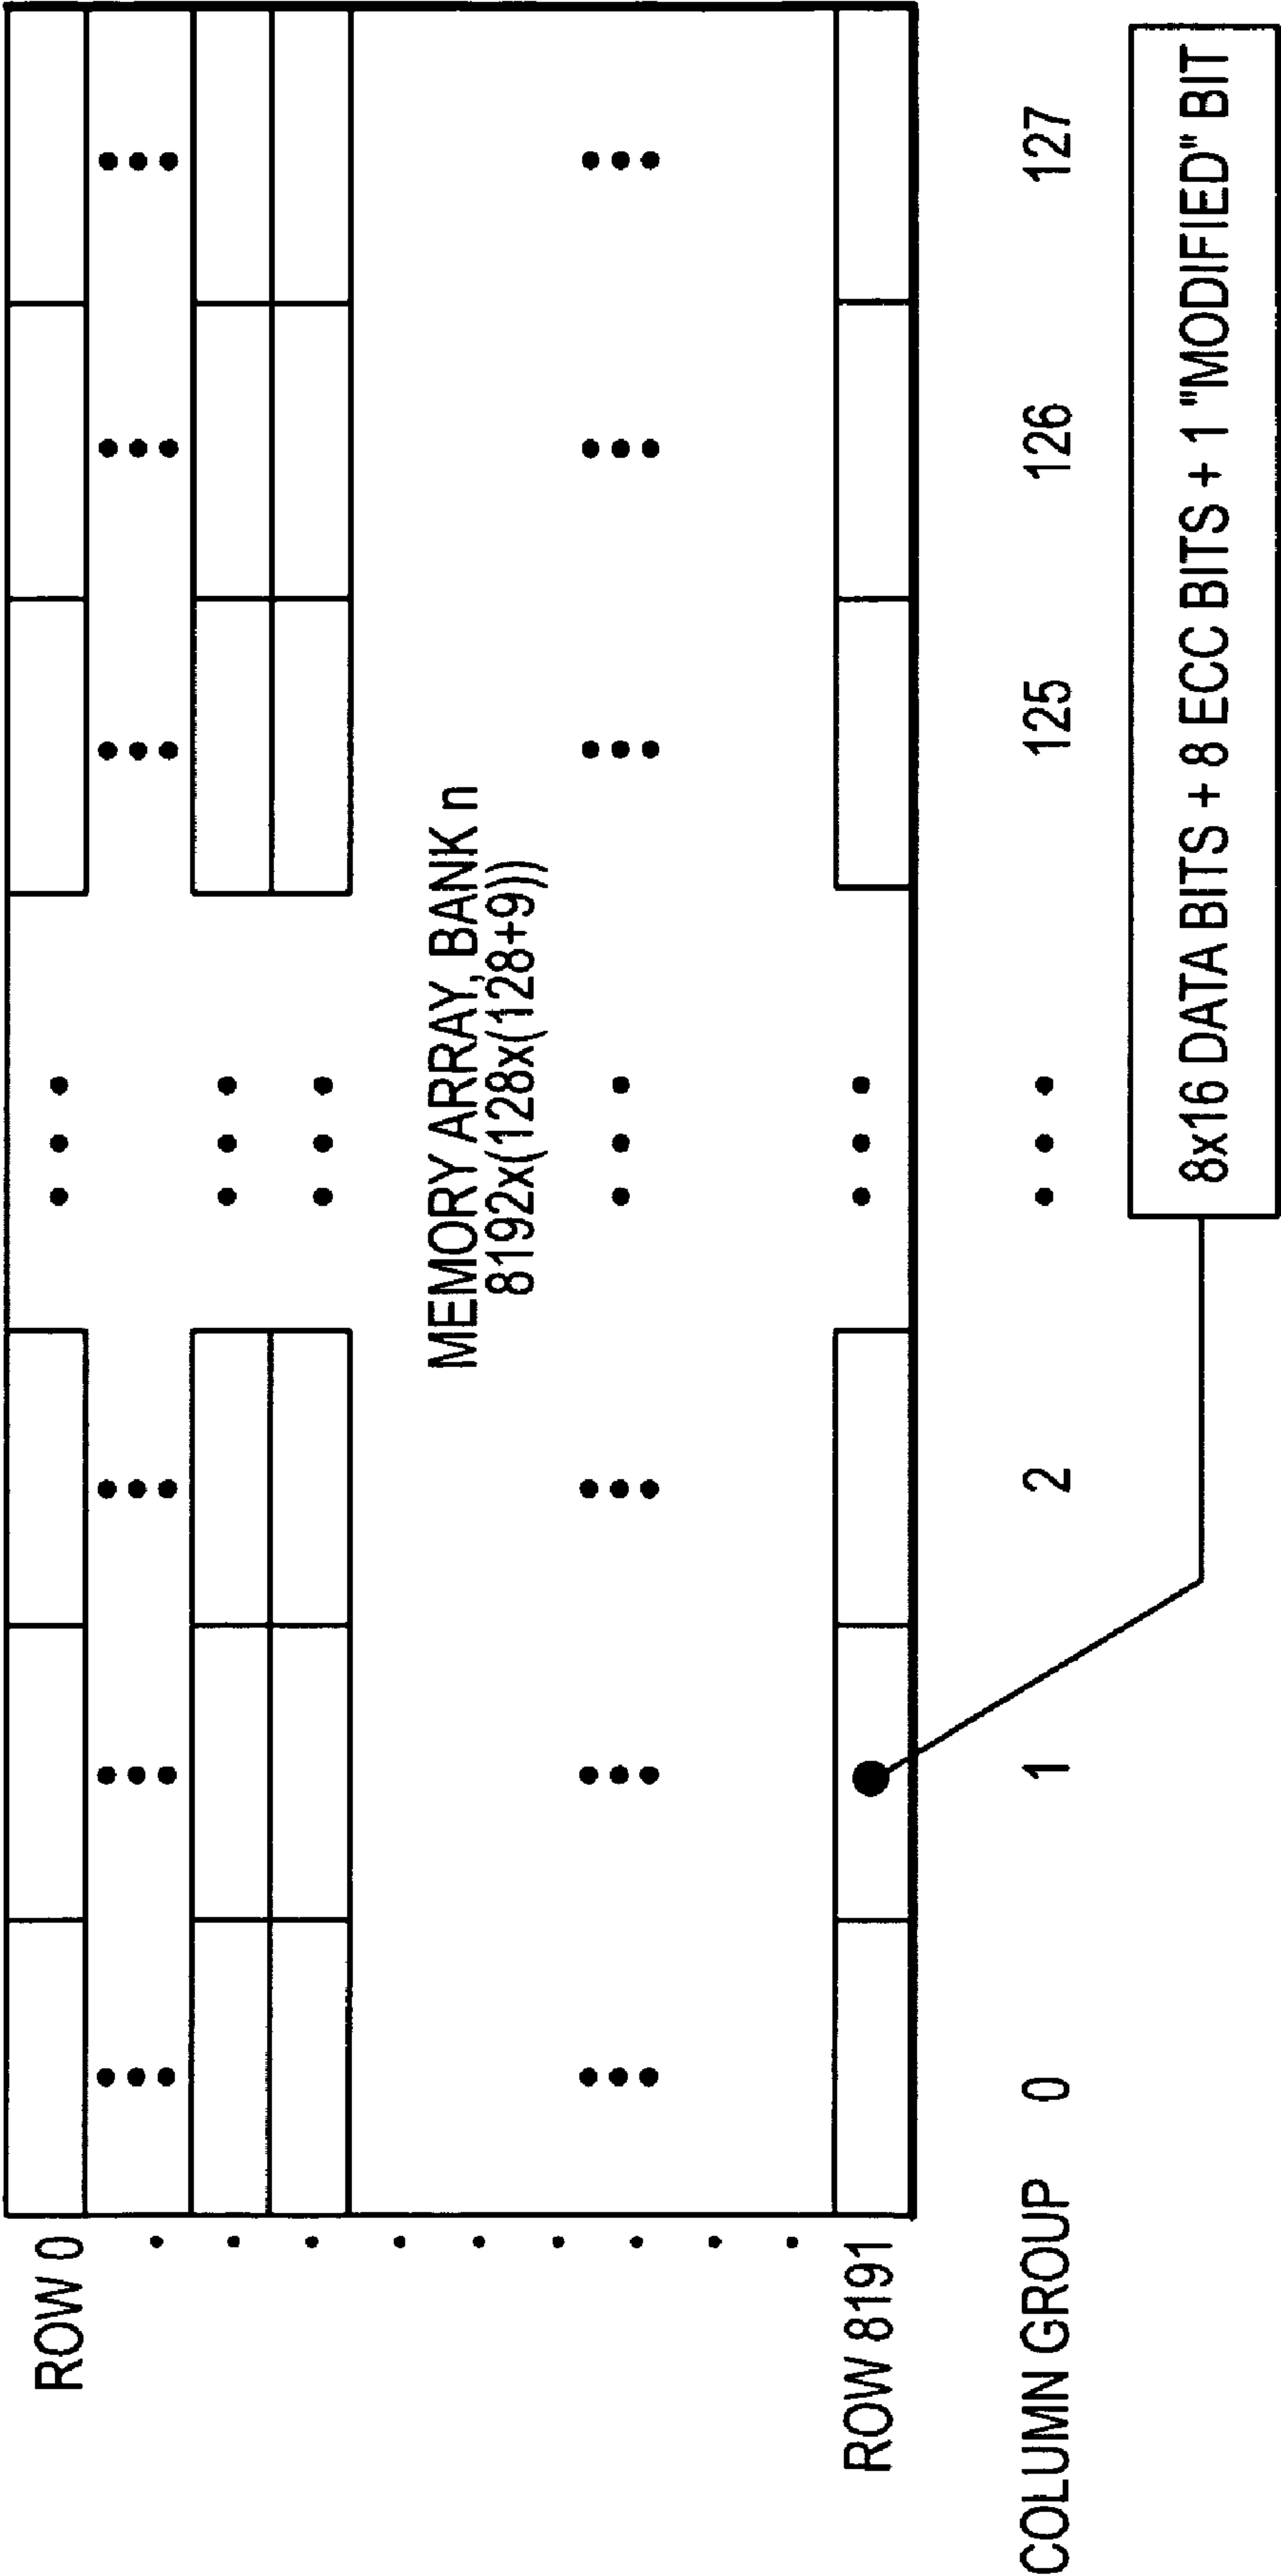 ROW 0
MEMORY ARRAY, BANK n
8192x(128x(128+9))
ROW 8191
COLUMN GROUP 0 1 2 125 126 127
8x16 DATA BITS + 8 ECC BITS + 1 "MODIFIED" BIT